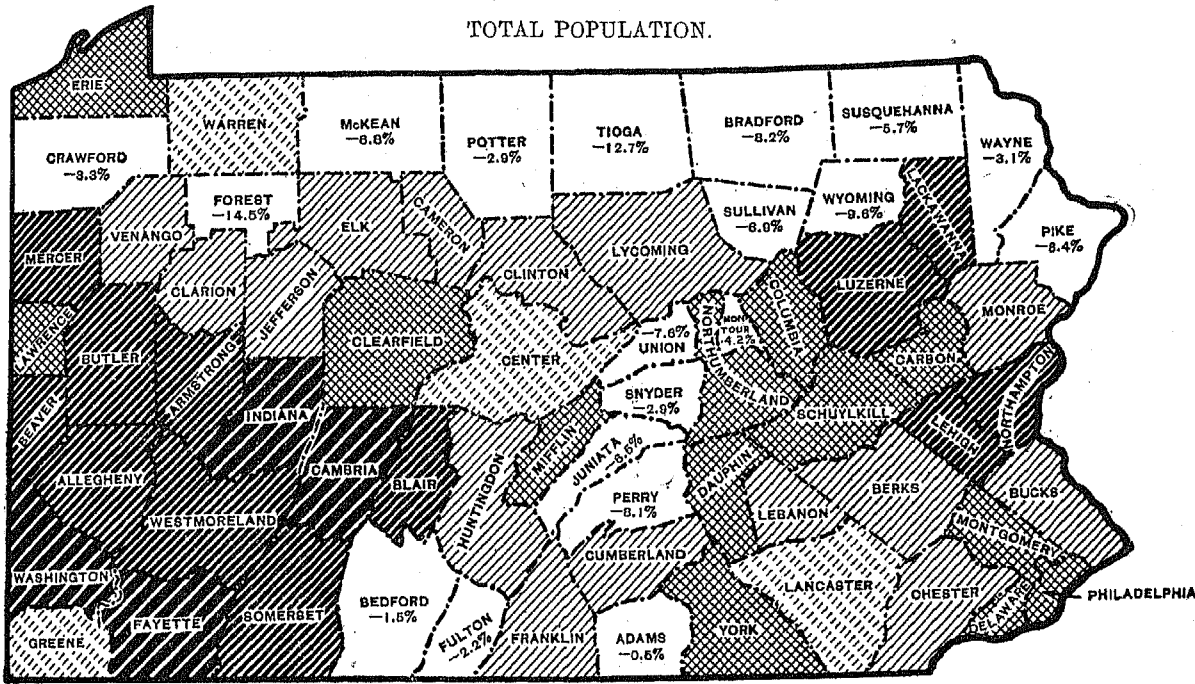 TOTAL POPULATION.
ERIE
WARREN
McKEAN
−6.8%
POTTER
−2.9%
TIOGA
−12.7%
BRADFORD
−8.2%
SUSQUEHANNA
−5.7%
WAYNE
−3.1%
CRAWFORD
−3.3%
FOREST
−14.5%
VENANGO
ELK
CAMERON
LYCOMING
SULLIVAN
−6.9%
WYOMING
−9.6%
LACKAWANNA
PIKE
−8.4%
MERCER
CLARION
JEFFERSON
CLINTON
LUZERNE
MONROE
LAWRENCE
BUTLER
ARMSTRONG
CLEARFIELD
CENTER
−7.6%
UNION
NORTHUMBERLAND
MON-
TOUR
−4.2%
COLUMBIA
CARBON
BEAVER
INDIANA
SNYDER
−2.9%
SCHUYLKILL
LEHIGH
NORTHAMPTON
ALLEGHENY
CAMBRIA
BLAIR
HUNTINGDON
MIFFLIN
JUNIATA
−6.5%
PERRY
−8.1%
DAUPHIN
LEBANON
BERKS
BUCKS
WESTMORELAND
CUMBERLAND
MONTGOMERY
WASHINGTON
LANCASTER
CHESTER
DELAWARE
PHILADELPHIA
GREENE
FAYETTE
SOMERSET
BEDFORD
−1.5%
FULTON
−2.2%
FRANKLIN
ADAMS
−0.5%
YORK